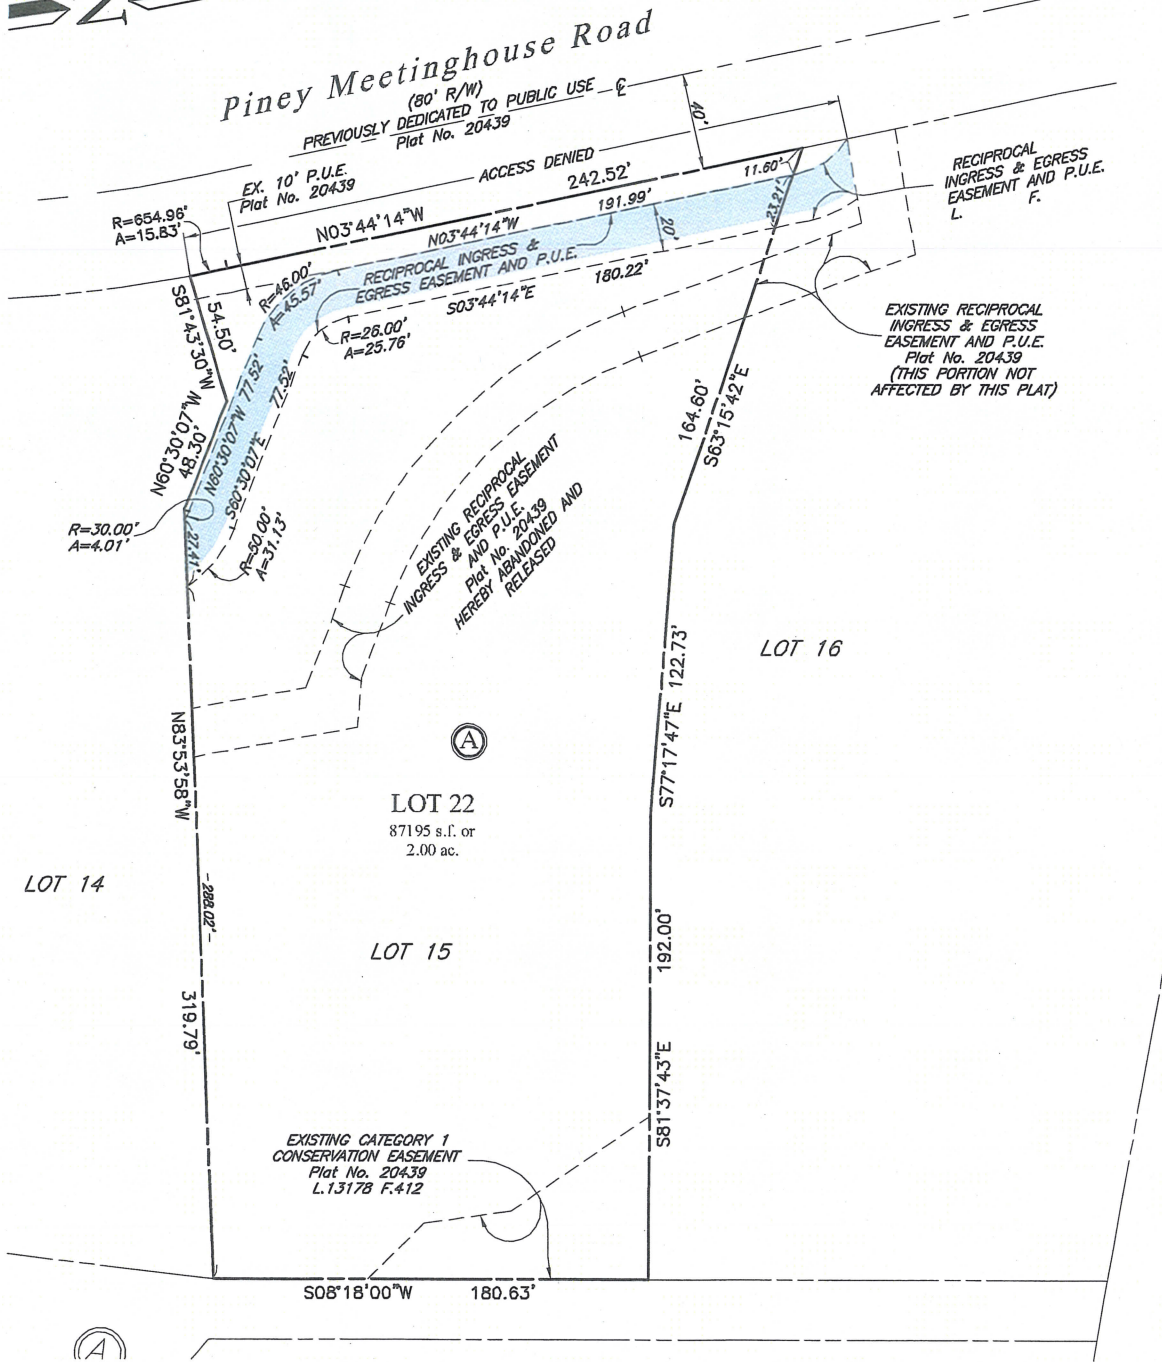 Piney Meetinghouse Road
(80' R/W)
PREVIOUSLY DEDICATED TO PUBLIC USE
Plat No. 20439
℄
40'
ACCESS DENIED
EX. 10' P.U.E.
Plat No. 20439
R=654.96'
A=15.83'
N03°44'14"W
242.52'
11.60'
23.21'
RECIPROCAL
INGRESS & EGRESS
EASEMENT AND P.U.E.
L. F.
N03°44'14"W
191.99'
20'
RECIPROCAL INGRESS &
EGRESS EASEMENT AND P.U.E.
180.22'
S03°44'14"E
R=46.00'
A=45.57'
R=26.00'
A=25.76'
S81°43'30"W
54.50'
N60°30'07"W
48.30'
N60°30'07"W 77.52'
S60°30'07"E
77.52'
R=30.00'
A=4.01'
27.41'
R=50.00'
A=31.13'
EXISTING RECIPROCAL
INGRESS & EGRESS
EASEMENT AND P.U.E.
Plat No. 20439
(THIS PORTION NOT
AFFECTED BY THIS PLAT)
164.60'
S63°15'42"E
EXISTING RECIPROCAL
INGRESS & EGRESS EASEMENT
AND P.U.E.
Plat No. 20439
HEREBY ABANDONED AND
RELEASED
LOT 16
S77°17'47"E 122.73'
N83°53'58"W
A
LOT 22
87195 s.f. or
2.00 ac.
LOT 14
288.02'
LOT 15
192.00'
319.79'
S81°37'43"E
EXISTING CATEGORY 1
CONSERVATION EASEMENT
Plat No. 20439
L.13178 F.412
S08°18'00"W
180.63'
A